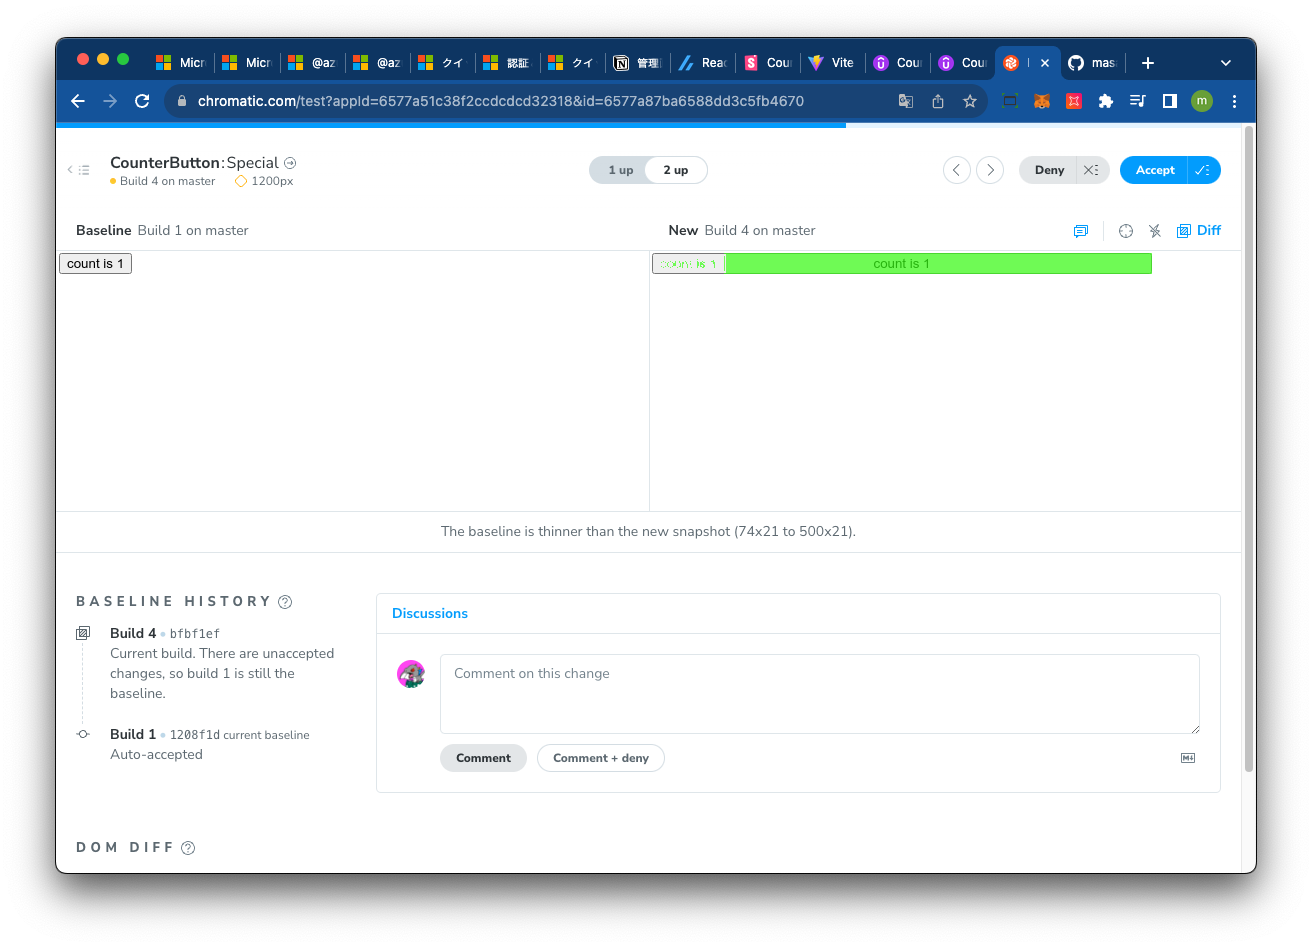 Micr
Micr
@az
@az
クイ
認証
クイ
管理
Reac
Cou
Vite
Cou
Cou
mas
chromatic.com/test?appId=6577a51c38f2ccdcdcd32318&id=6577a87ba6588dd3c5fb4670
m
CounterButton: Special
Build 4 on master 1200px
1 up 2 up
Deny
Accept
Baseline Build 1 on master
New Build 4 on master
Diff
count is 1
count is 1 count is 1
The baseline is thinner than the new snapshot (74x21 to 500x21).
BASELINE HISTORY
Build 4 • bfbf1ef
Current build. There are unaccepted
changes, so build 1 is still the
baseline.
Build 1 • 1208f1d current baseline
Auto-accepted
Discussions
Comment on this change
Comment
Comment + deny
DOM DIFF